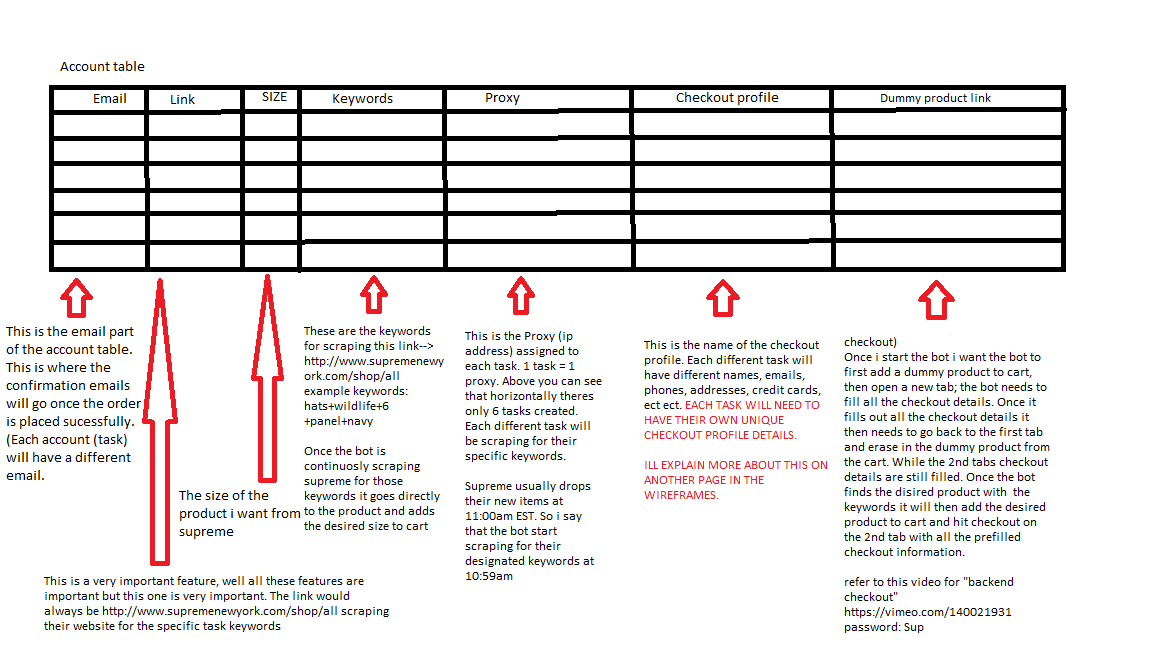 Account table
Email
Link
SIZE
Keywords
Proxy
Checkout profile
Dummy product link
This is the email part
of the account table.
This is where the
confirmation emails
will go once the order
is placed sucessfully.
(Each account (task)
will have a different
email.
The size of the
product i want from
supreme
This is a very important feature, well all these features are
important but this one is very important. The link would
always be http://www.supremenewyork.com/shop/all scraping
their website for the specific task keywords
These are the keywords
for scraping this link-->
http://www.supremenewy
ork.com/shop/all
example keywords:
hats+wildlife+6
+panel+navy
Once the bot is
continuosly scraping
supreme for those
keywords it goes directly
to the product and adds
the desired size to cart
This is the Proxy (ip
address) assigned to
each task. 1 task = 1
proxy. Above you can see
that horizontally theres
only 6 tasks created.
Each different task will
be scraping for their
specific keywords.
Supreme usually drops
their new items at
11:00am EST. So i say
that the bot start
scraping for their
designated keywords at
10:59am
This is the name of the checkout
profile. Each different task will
have different names, emails,
phones, addresses, credit cards,
ect ect. EACH TASK WILL NEED TO
HAVE THEIR OWN UNIQUE
CHECKOUT PROFILE DETAILS.
ILL EXPLAIN MORE ABOUT THIS ON
ANOTHER PAGE IN THE
WIREFRAMES.
checkout)
Once i start the bot i want the bot to
first add a dummy product to cart,
then open a new tab; the bot needs to
fill all the checkout details. Once it
fills out all the checkout details it
then needs to go back to the first tab
and erase in the dummy product from
the cart. While the 2nd tabs checkout
details are still filled. Once the bot
finds the disired product with the
keywords it will then add the desired
product to cart and hit checkout on
the 2nd tab with all the prefilled
checkout information.
refer to this video for "backend
checkout"
https://vimeo.com/140021931
password: Sup